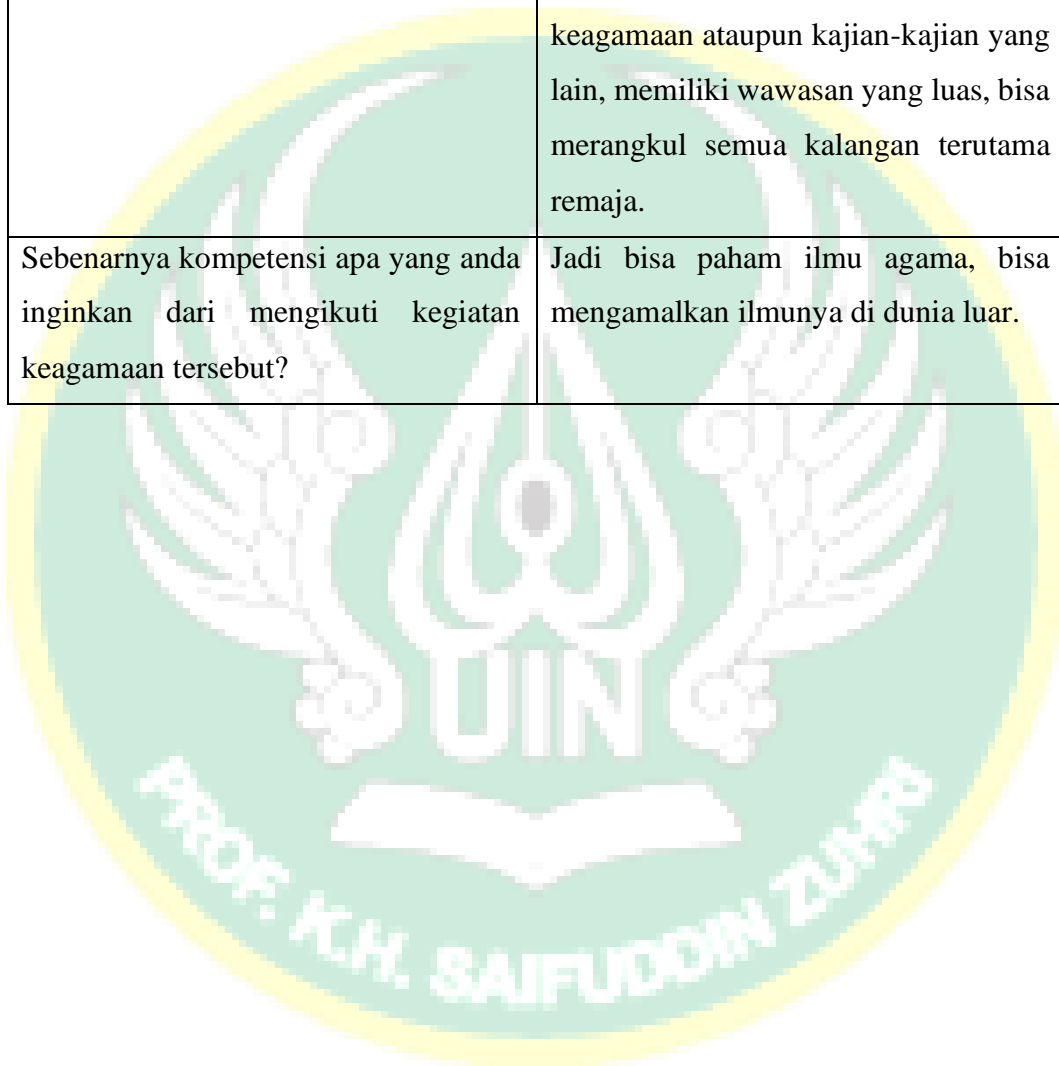 keagamaan ataupun kajian-kajian yang
lain, memiliki wawasan yang luas, bisa
merangkul semua kalangan terutama
remaja.
Sebenarnya kompetensi apa yang anda
inginkan dari mengikuti kegiatan
keagamaan tersebut?
Jadi bisa paham ilmu agama, bisa
mengamalkan ilmunya di dunia luar.
UIN
PROF. K.H. SAIFUDDIN ZUHRI